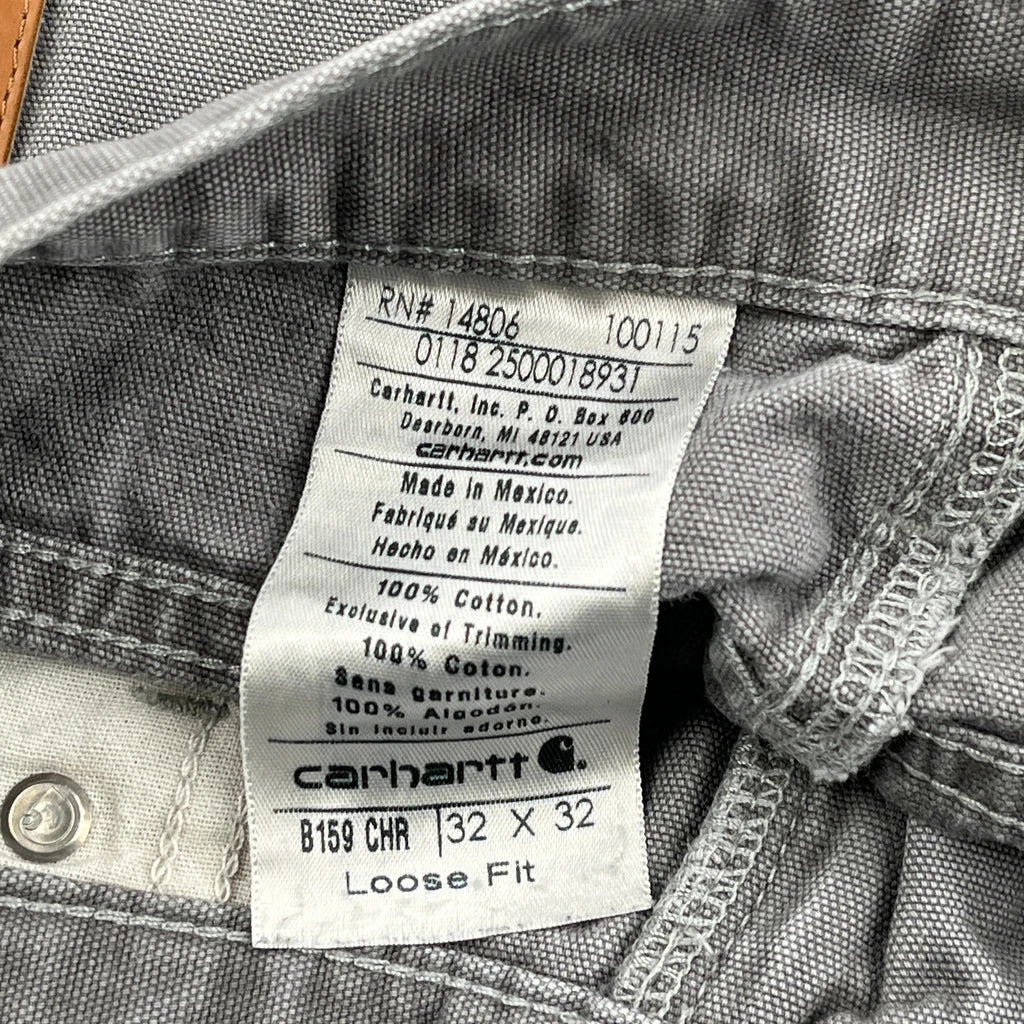 RN# 14806 100115
0118 2500018931
Carhartt, Inc. P. O. Box 600
Dearborn, MI 48121 USA
carhartt.com
Made in Mexico.
Fabriqué au Mexique.
Hecho en México.
100% Cotton.
Exclusive of Trimming.
100% Coton.
Sans garniture.
100% Algodón.
Sin incluir adorno.
carhartt
B159 CHR 32 X 32
Loose Fit